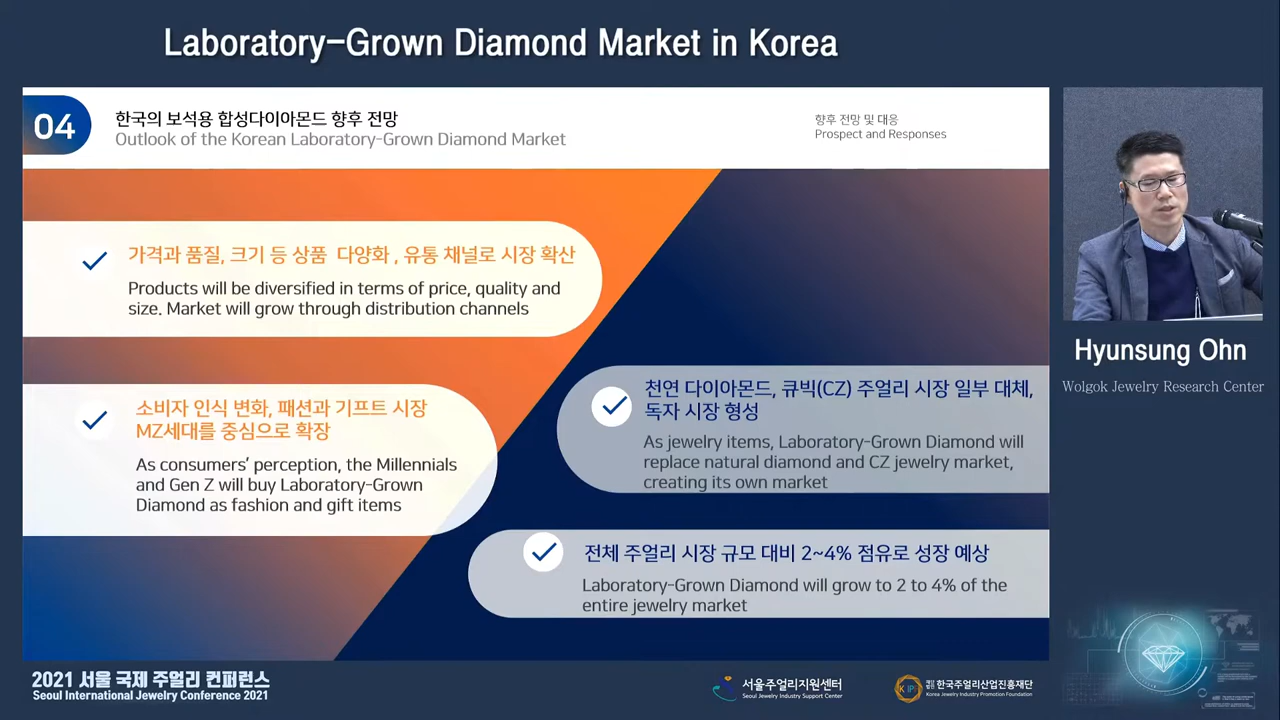 Laboratory-Grown Diamond Market in Korea
04
한국의 보석용 합성다이아몬드 향후 전망
Outlook of the Korean Laboratory-Grown Diamond Market
향후 전망 및 대응
Prospect and Responses
가격과 품질, 크기 등 상품 다양화 , 유통 채널로 시장 확산
Products will be diversified in terms of price, quality and
size. Market will grow through distribution channels
소비자 인식 변화, 패션과 기프트 시장
MZ세대를 중심으로 확장
As consumers’ perception, the Millennials
and Gen Z will buy Laboratory-Grown
Diamond as fashion and gift items
천연 다이아몬드, 큐빅(CZ) 주얼리 시장 일부 대체,
독자 시장 형성
As jewelry items, Laboratory-Grown Diamond will
replace natural diamond and CZ jewelry market,
creating its own market
전체 주얼리 시장 규모 대비 2~4% 점유로 성장 예상
Laboratory-Grown Diamond will grow to 2 to 4% of the
entire jewelry market
Hyunsung Ohn
Wolgok Jewelry Research Center
2021 서울 국제 주얼리 컨퍼런스
Seoul International Jewelry Conference 2021
서울주얼리지원센터
Seoul Jewelry Industry Support Center
재단법인 한국주얼리산업진흥재단
Korea Jewelry Industry Promotion Foundation